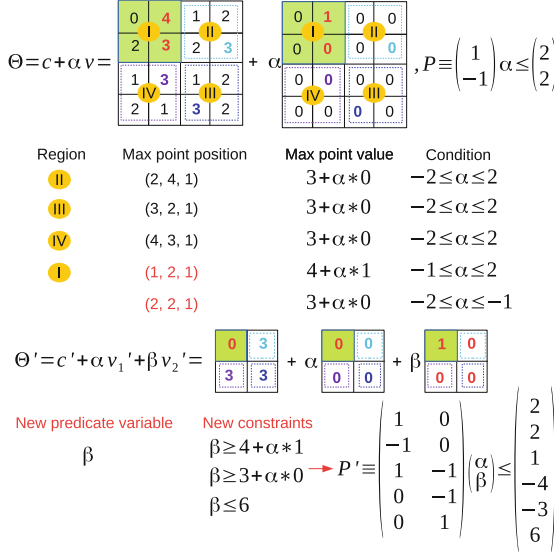 0 4 1 2 0 1 0 0
I II I II
2 3 2 3 0 0 0 0
Θ=c+αv= + α , P≡(1 −1)α≤(2 2)
1 3 1 2 0 0 0 0
IV III IV III
2 1 3 2 0 0 0 0
Region Max point position Max point value Condition
II (2, 4, 1) 3+α*0 −2≤α≤2
III (3, 2, 1) 3+α*0 −2≤α≤2
IV (4, 3, 1) 3+α*0 −2≤α≤2
I (1, 2, 1) 4+α*1 −1≤α≤2
(2, 2, 1) 3+α*0 −2≤α≤−1
0 3 0 0 1 0
Θ'=c'+αv₁'+βv₂'= + α + β
3 3 0 0 0 0
New predicate variable New constraints
β
β≥4+α*1
β≥3+α*0 → P'≡
β≤6
1 0
−1 0
1 −1
0 −1
0 1
(α β) ≤
2
2
1
−4
−3
6